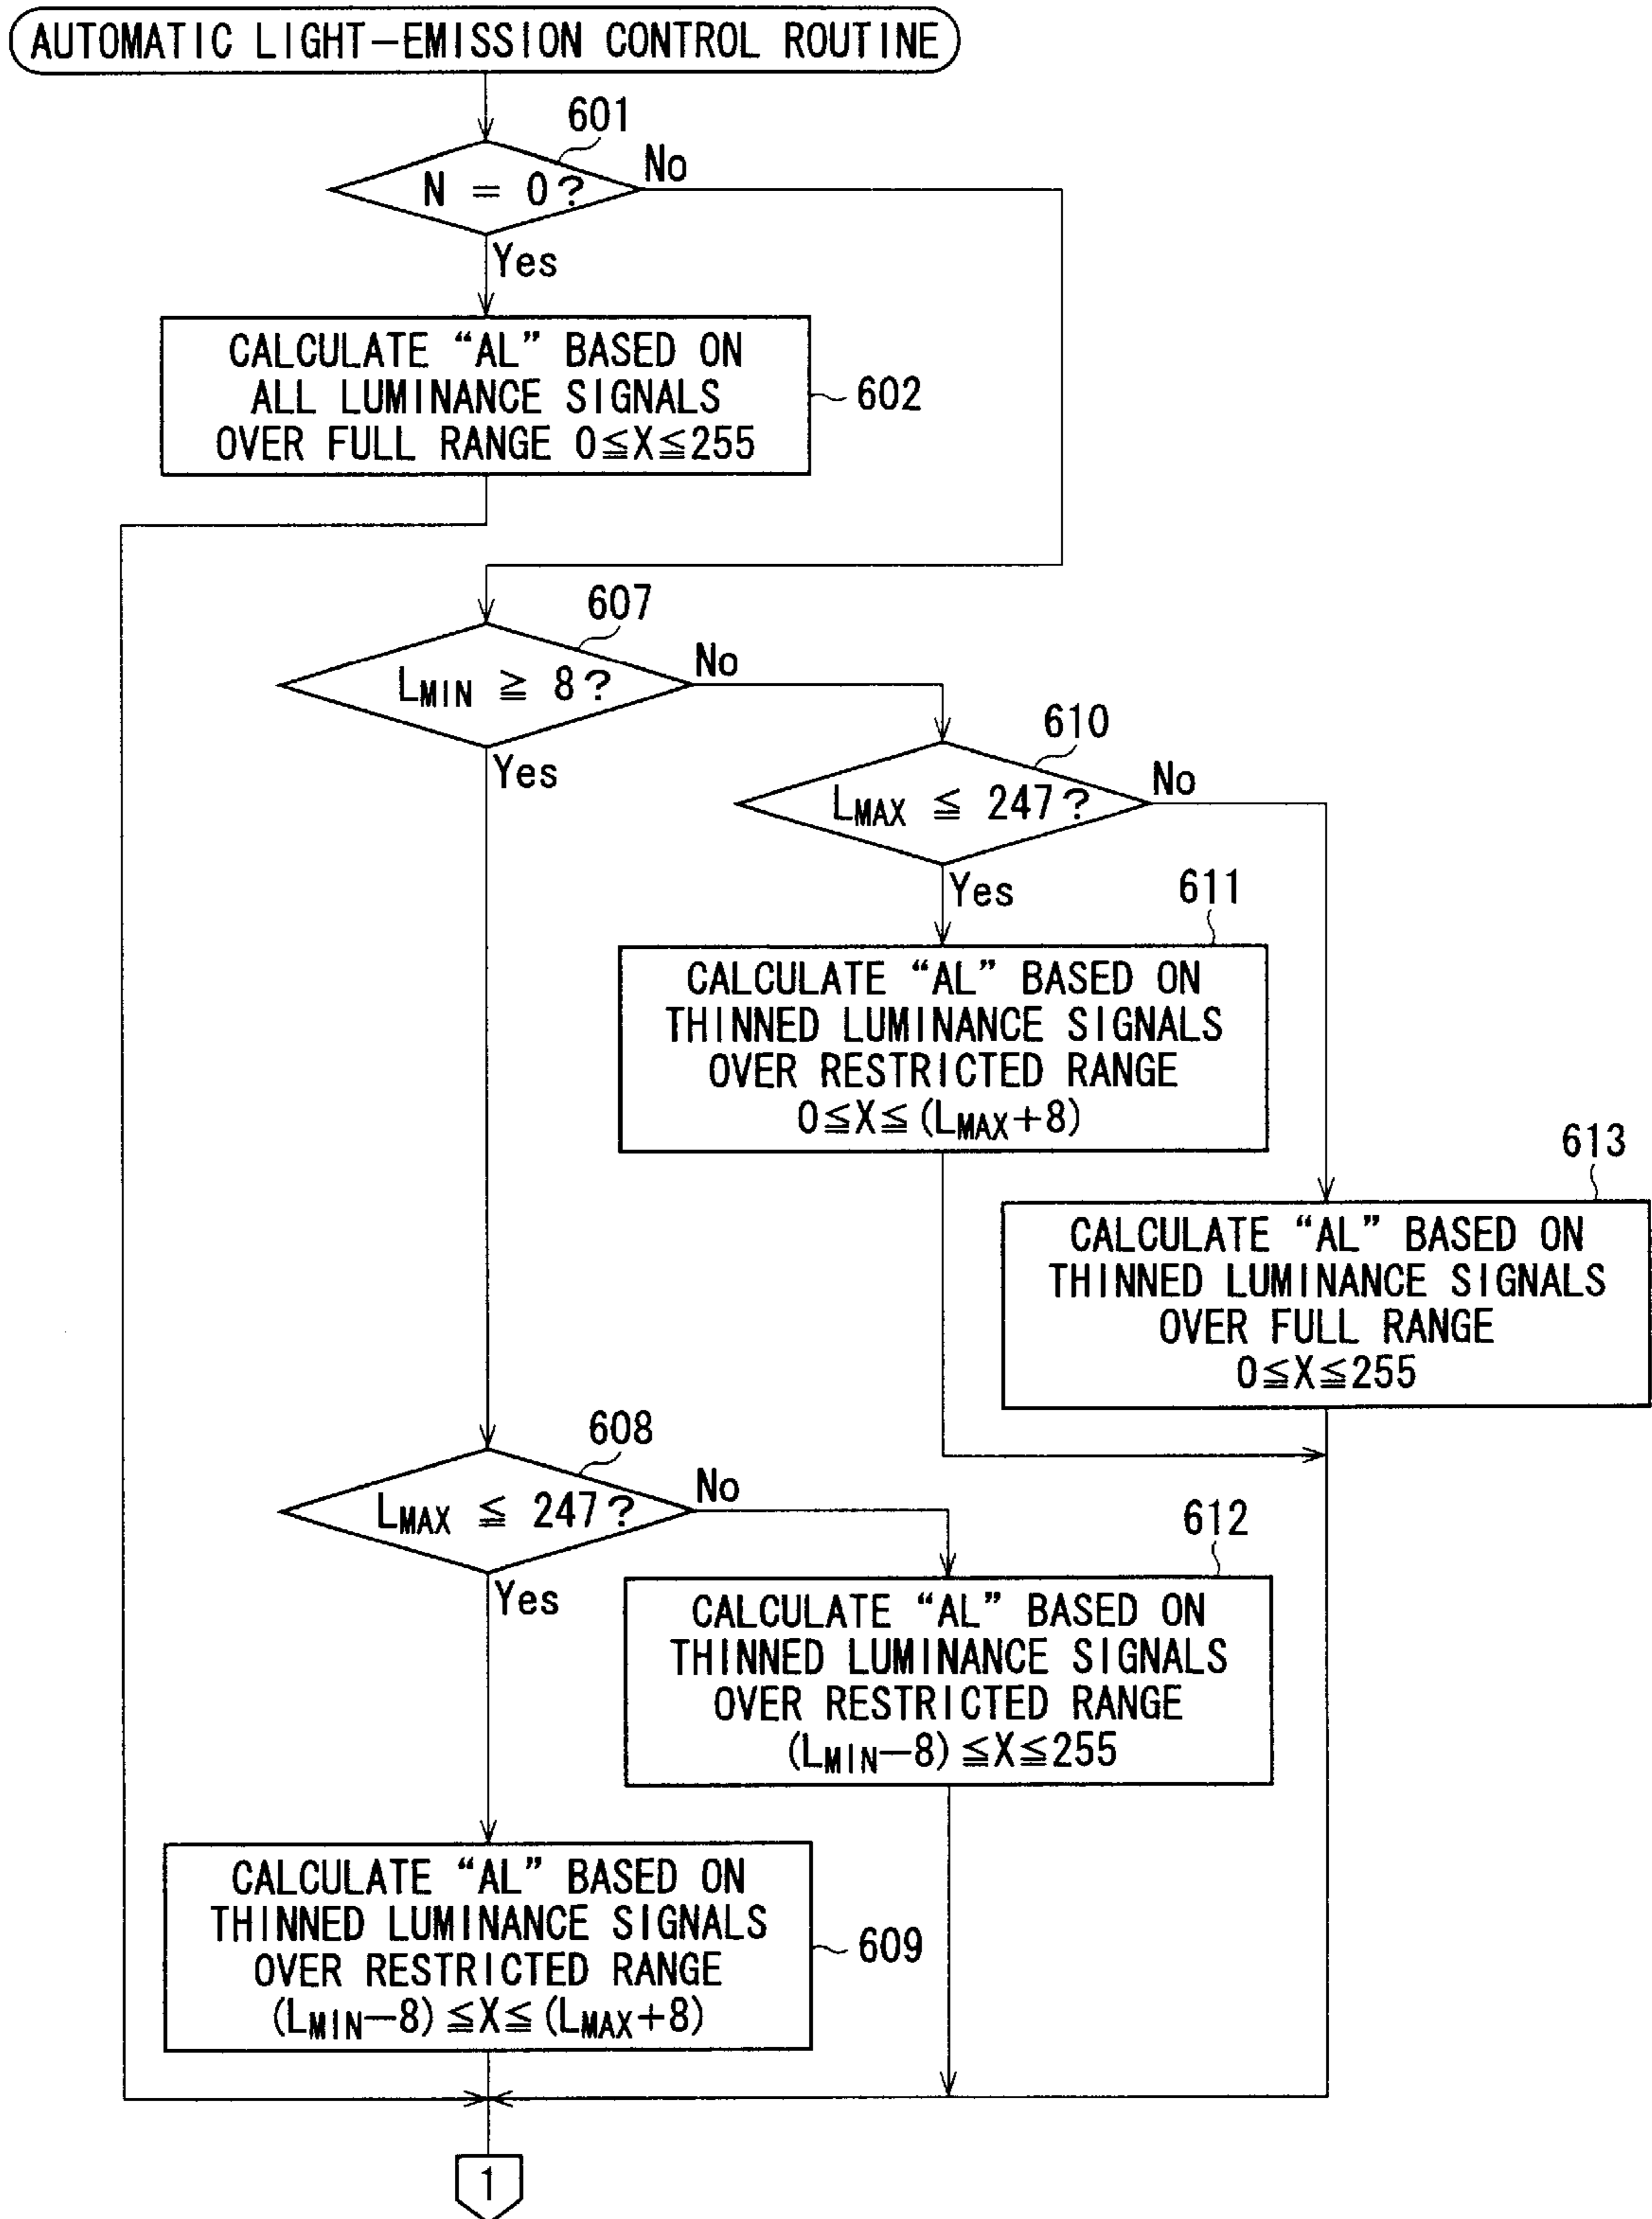 AUTOMATIC LIGHT-EMISSION CONTROL ROUTINE
601
N = 0?
No
Yes
CALCULATE “AL” BASED ON
ALL LUMINANCE SIGNALS
OVER FULL RANGE 0≦X≦255
602
607
LMIN ≧ 8?
No
Yes
610
LMAX ≦ 247?
No
Yes
611
CALCULATE “AL” BASED ON
THINNED LUMINANCE SIGNALS
OVER RESTRICTED RANGE
0≦X≦(LMAX+8)
613
CALCULATE “AL” BASED ON
THINNED LUMINANCE SIGNALS
OVER FULL RANGE
0≦X≦255
608
LMAX ≦ 247?
No
Yes
612
CALCULATE “AL” BASED ON
THINNED LUMINANCE SIGNALS
OVER RESTRICTED RANGE
(LMIN−8)≦X≦255
CALCULATE “AL” BASED ON
THINNED LUMINANCE SIGNALS
OVER RESTRICTED RANGE
(LMIN−8)≦X≦(LMAX+8)
609
1